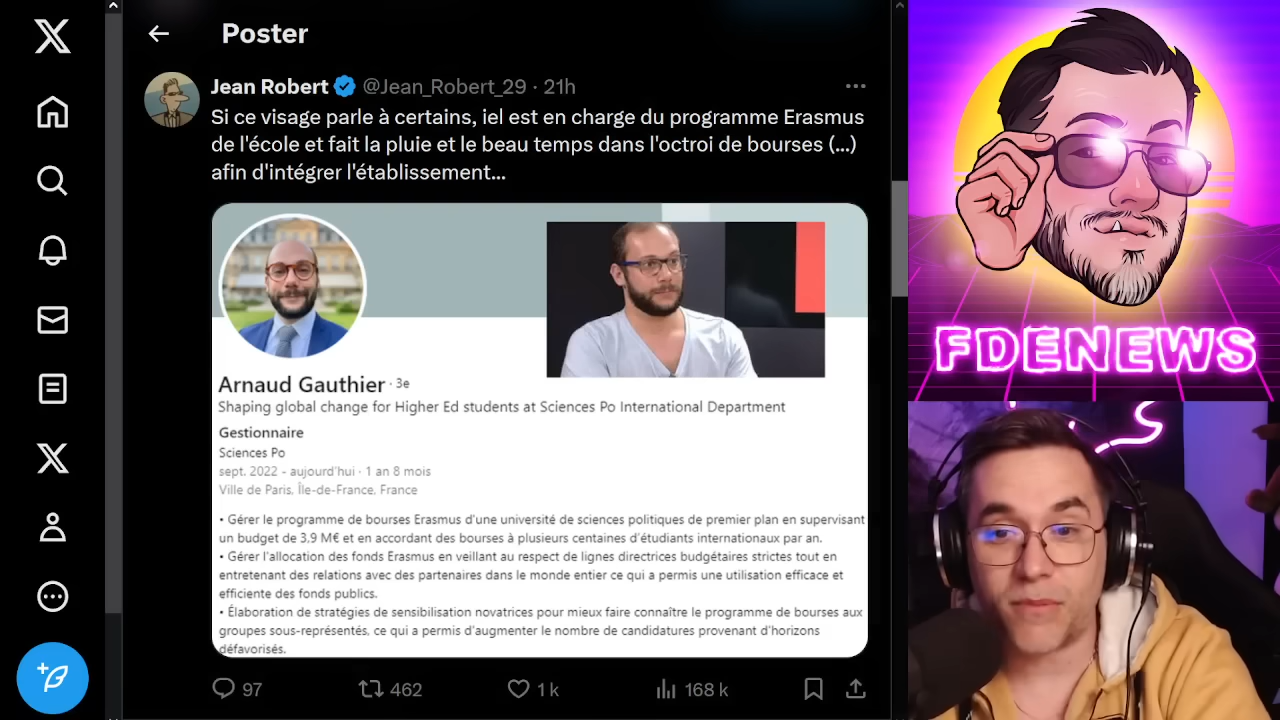 Poster
Jean Robert @Jean_Robert_29 · 21h
Si ce visage parle à certains, iel est en charge du programme Erasmus
de l'école et fait la pluie et le beau temps dans l'octroi de bourses (...)
afin d'intégrer l'établissement...
Arnaud Gauthier · 3e
Shaping global change for Higher Ed students at Sciences Po International Department
Gestionnaire
Sciences Po
sept. 2022 - aujourd'hui · 1 an 8 mois
Ville de Paris, Île-de-France, France
• Gérer le programme de bourses Erasmus d'une université de sciences politiques de premier plan en supervisant
un budget de 3,9 M€ et en accordant des bourses à plusieurs centaines d'étudiants internationaux par an.
• Gérer l'allocation des fonds Erasmus en veillant au respect de lignes directrices budgétaires strictes tout en
entretenant des relations avec des partenaires dans le monde entier ce qui a permis une utilisation efficace et
efficiente des fonds publics.
• Élaboration de stratégies de sensibilisation novatrices pour mieux faire connaître le programme de bourses aux
groupes sous-représentés, ce qui a permis d'augmenter le nombre de candidatures provenant d'horizons
défavorisés.
97 462 1 k 168 k
FDENEWS